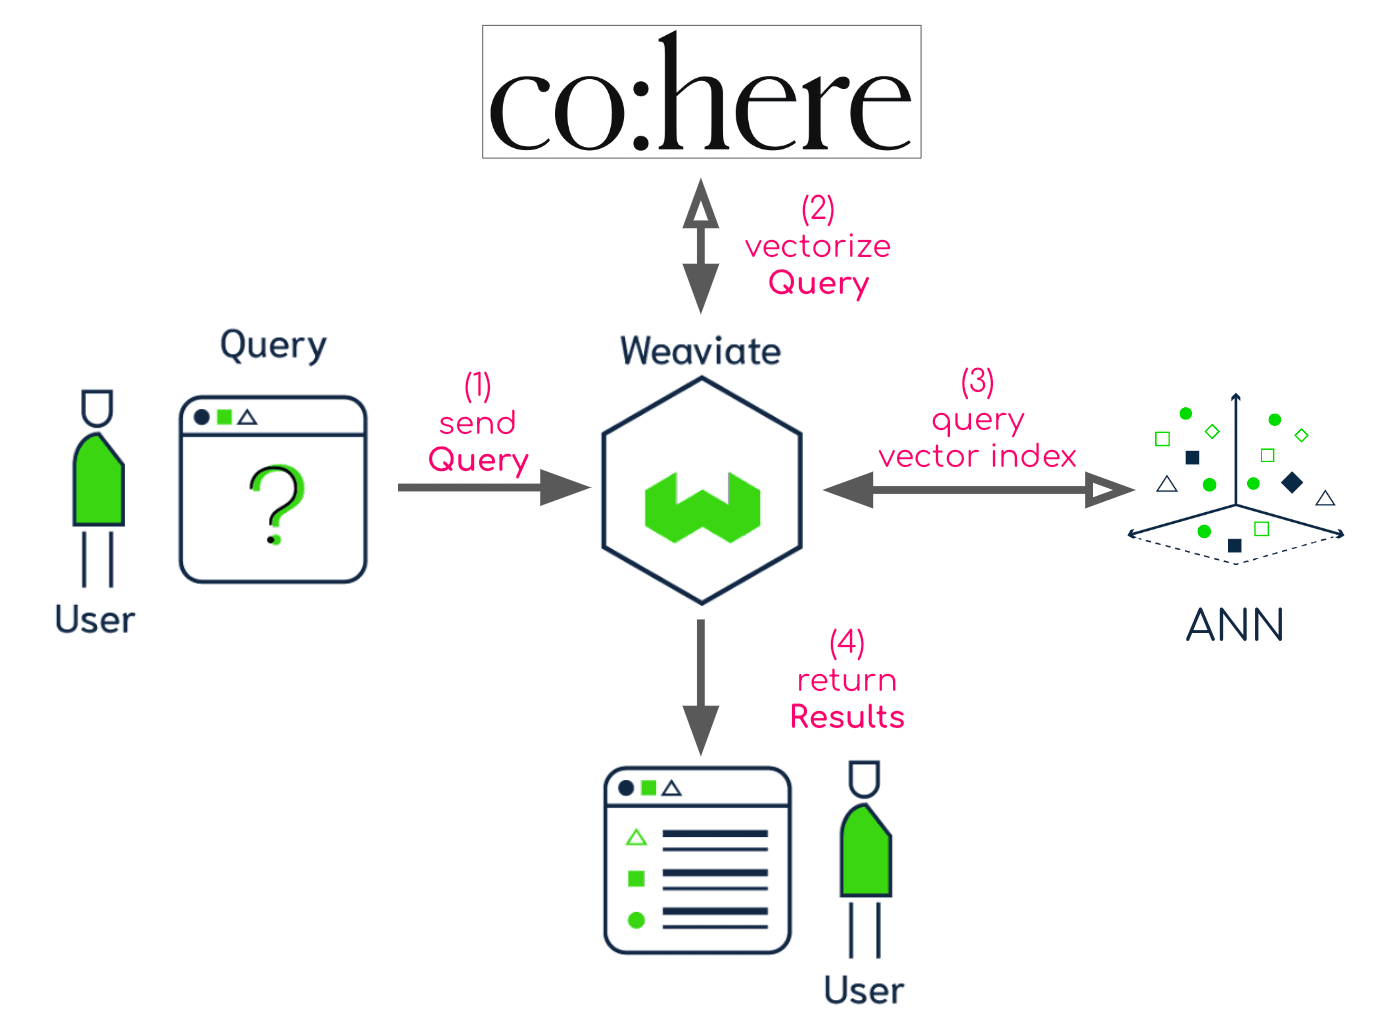 co:here
(2)
vectorize
Query
Query
Weaviate
(1)
send
Query
(3)
query
vector index
?
User
ANN
(4)
return
Results
User